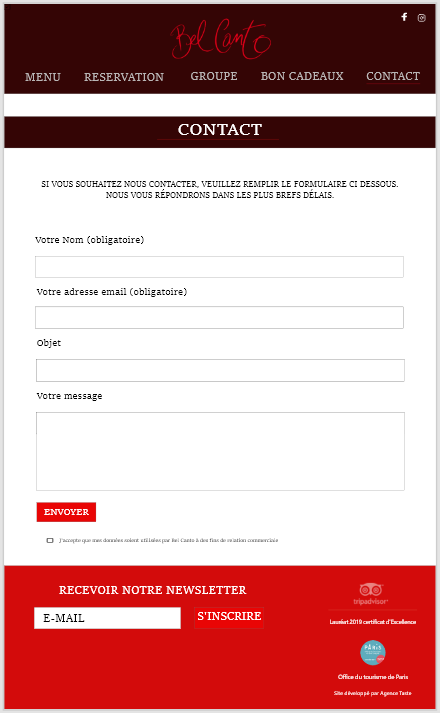 Bel Canto
MENU RESERVATION GROUPE BON CADEAUX CONTACT
CONTACT
SI VOUS SOUHAITEZ NOUS CONTACTER, VEUILLEZ REMPLIR LE FORMULAIRE CI DESSOUS.
NOUS VOUS RÉPONDRONS DANS LES PLUS BREFS DÉLAIS.
Votre Nom (obligatoire)
Votre adresse email (obligatoire)
Objet
Votre message
ENVOYER
J'accepte que mes données soient utilisées par Bel Canto à des fins de relation commerciale
RECEVOIR NOTRE NEWSLETTER
E-MAIL
S'INSCRIRE
tripadvisor
Lauréat 2019 certificat d'Excellence
PARIS
Office du tourisme de Paris
Site développé par Agence Taste